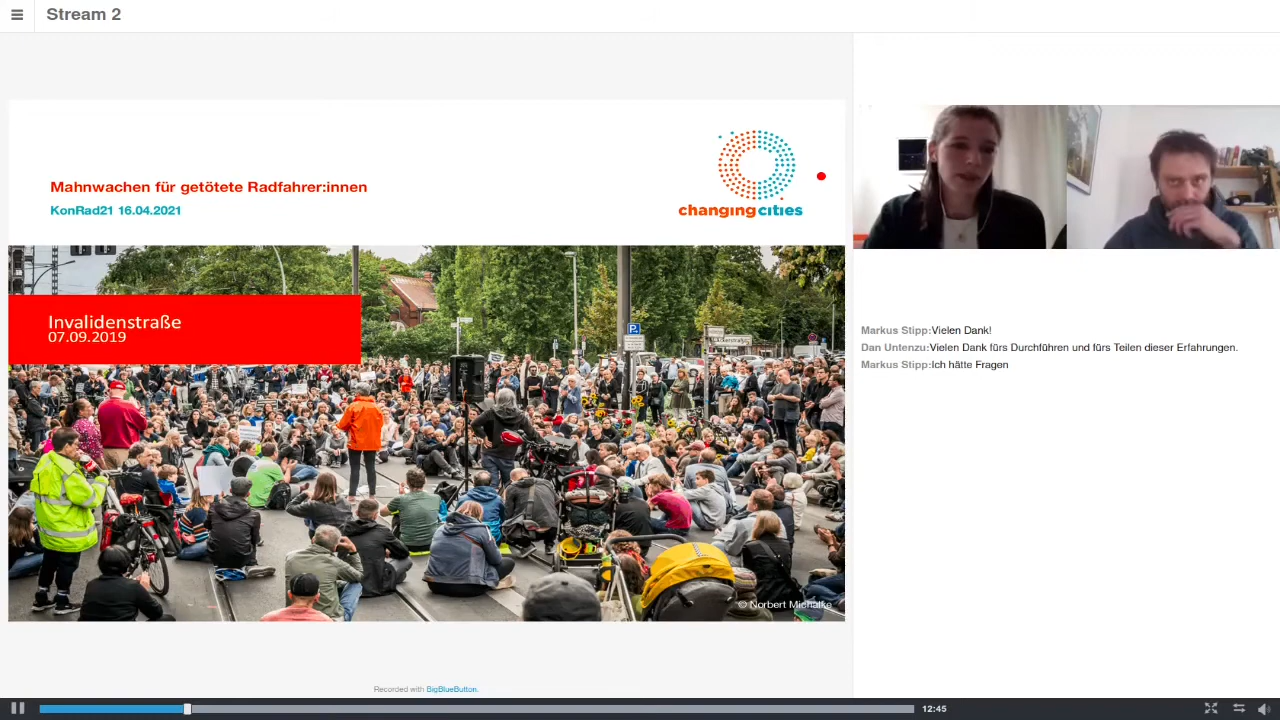 Stream 2
Mahnwachen für getötete Radfahrer:innen
KonRad21 16.04.2021
changing cities
Invalidenstraße
07.09.2019
P
© Norbert Michalke
Markus Stipp:Vielen Dank!
Dan Untenzu:Vielen Dank fürs Durchführen und fürs Teilen dieser Erfahrungen.
Markus Stipp:Ich hätte Fragen
Recorded with BigBlueButton.
12:45